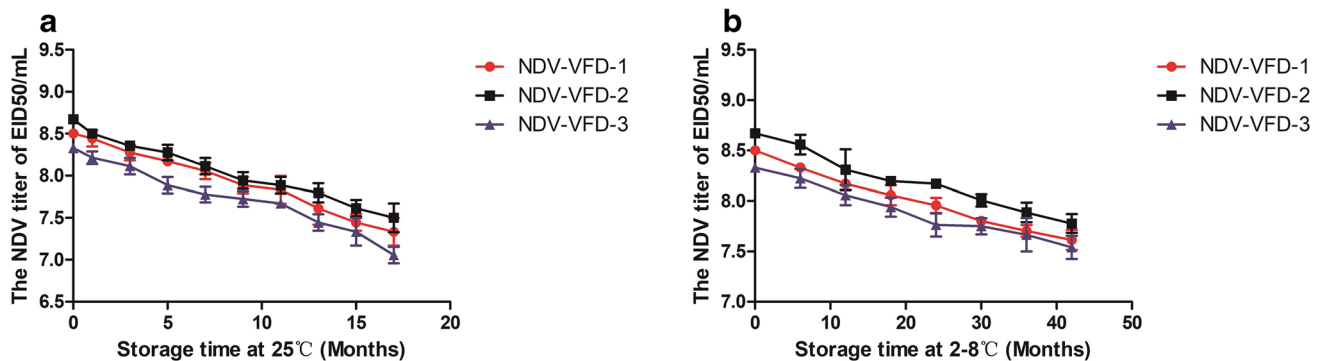 a
The NDV titer of EID50/mL
9.5
9.0
8.5
8.0
7.5
7.0
6.5
0 5 10 15 20
Storage time at 25℃ (Months)
NDV-VFD-1
NDV-VFD-2
NDV-VFD-3
b
The NDV titer of EID50/mL
9.5
9.0
8.5
8.0
7.5
7.0
0 10 20 30 40 50
Storage time at 2-8℃ (Months)
NDV-VFD-1
NDV-VFD-2
NDV-VFD-3